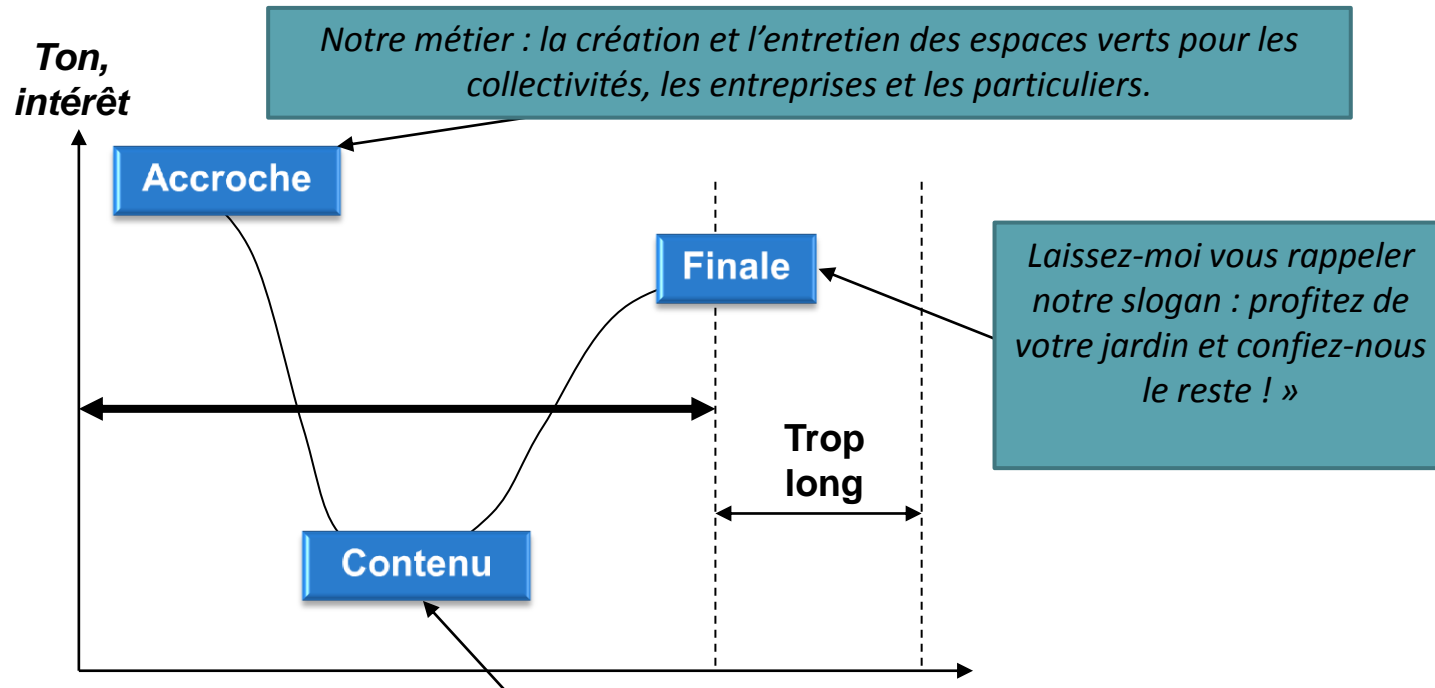 Notre métier : la création et l’entretien des espaces verts pour les
collectivités, les entreprises et les particuliers.
Ton,
intérêt
Accroche
Finale
Laissez-moi vous rappeler
notre slogan : profitez de
votre jardin et confiez-nous
le reste ! »
Trop
long
Contenu